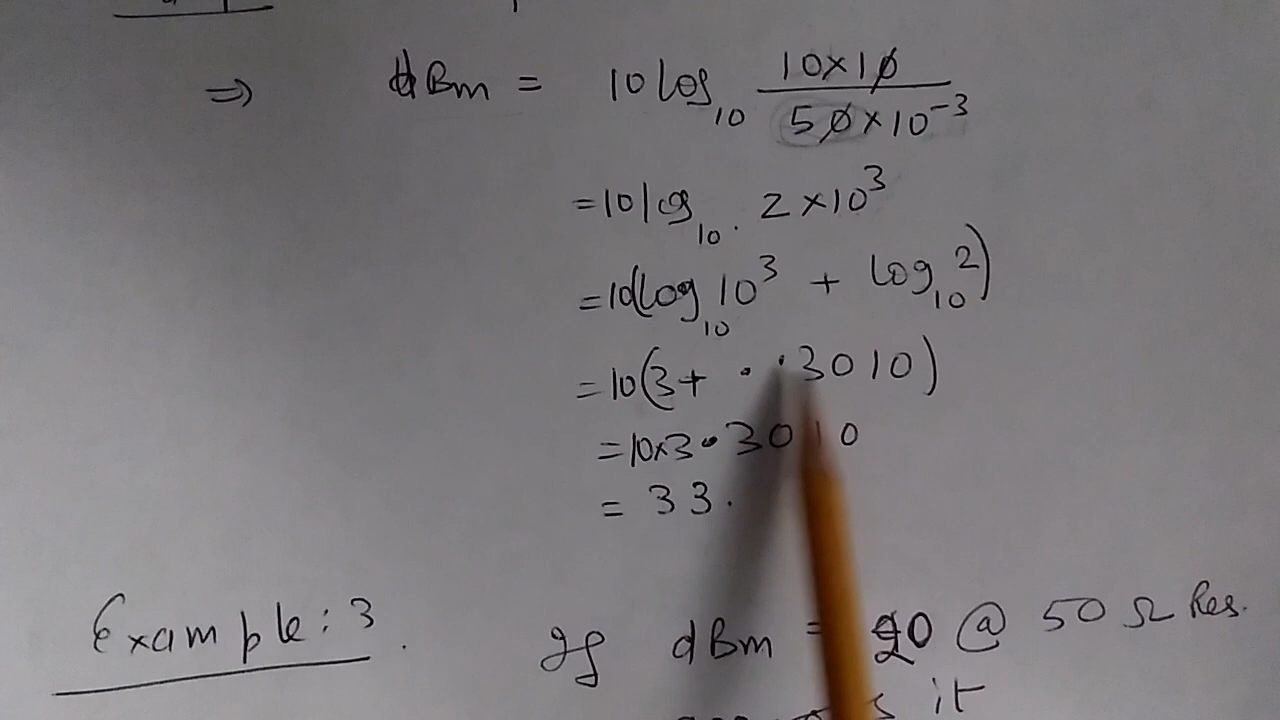 ⇒ dBm = 10 log₁₀ (10×10)/(50×10⁻³)
= 10 log₁₀ . 2×10³
= 10(log₁₀ 10³ + log₁₀ 2)
= 10(3+ .3010)
= 10×3.3010
= 33.
Example: 3. If dBm = 20 @ 50 Ω Res.
it